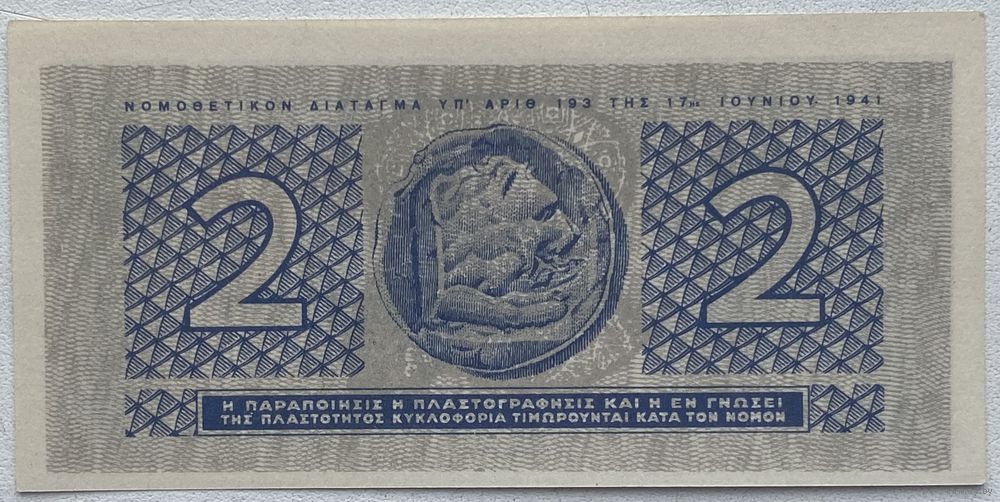 ΝΟΜΟΘΕΤΙΚΟΝ ΔΙΑΤΑΓΜΑ ΥΠ' ΑΡΙΘ 193 ΤΗΣ 17ης ΙΟΥΝΙΟΥ· 1941
2 2
Η ΠΑΡΑΠΟΙΗΣΙΣ Η ΠΛΑΣΤΟΓΡΑΦΗΣΙΣ ΚΑΙ Η ΕΝ ΓΝΩΣΕΙ
ΤΗΣ ΠΛΑΣΤΟΤΗΤΟΣ ΚΥΚΛΟΦΟΡΙΑ ΤΙΜΩΡΟΥΝΤΑΙ ΚΑΤΑ ΤΟΝ ΝΟΜΟΝ